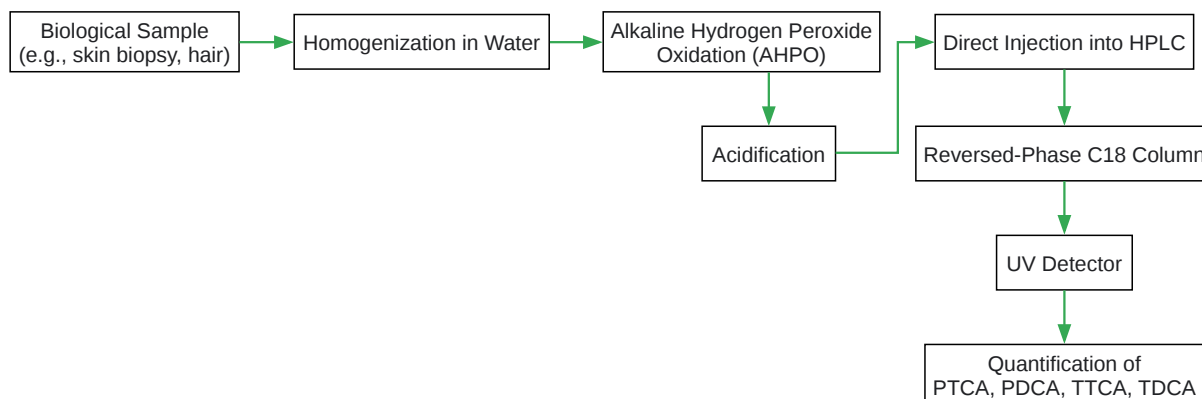 Biological Sample
(e.g., skin biopsy, hair)
Homogenization in Water
Alkaline Hydrogen Peroxide
Oxidation (AHPO)
Acidification
Direct Injection into HPLC
Reversed-Phase C18 Column
UV Detector
Quantification of
PTCA, PDCA, TTCA, TDCA